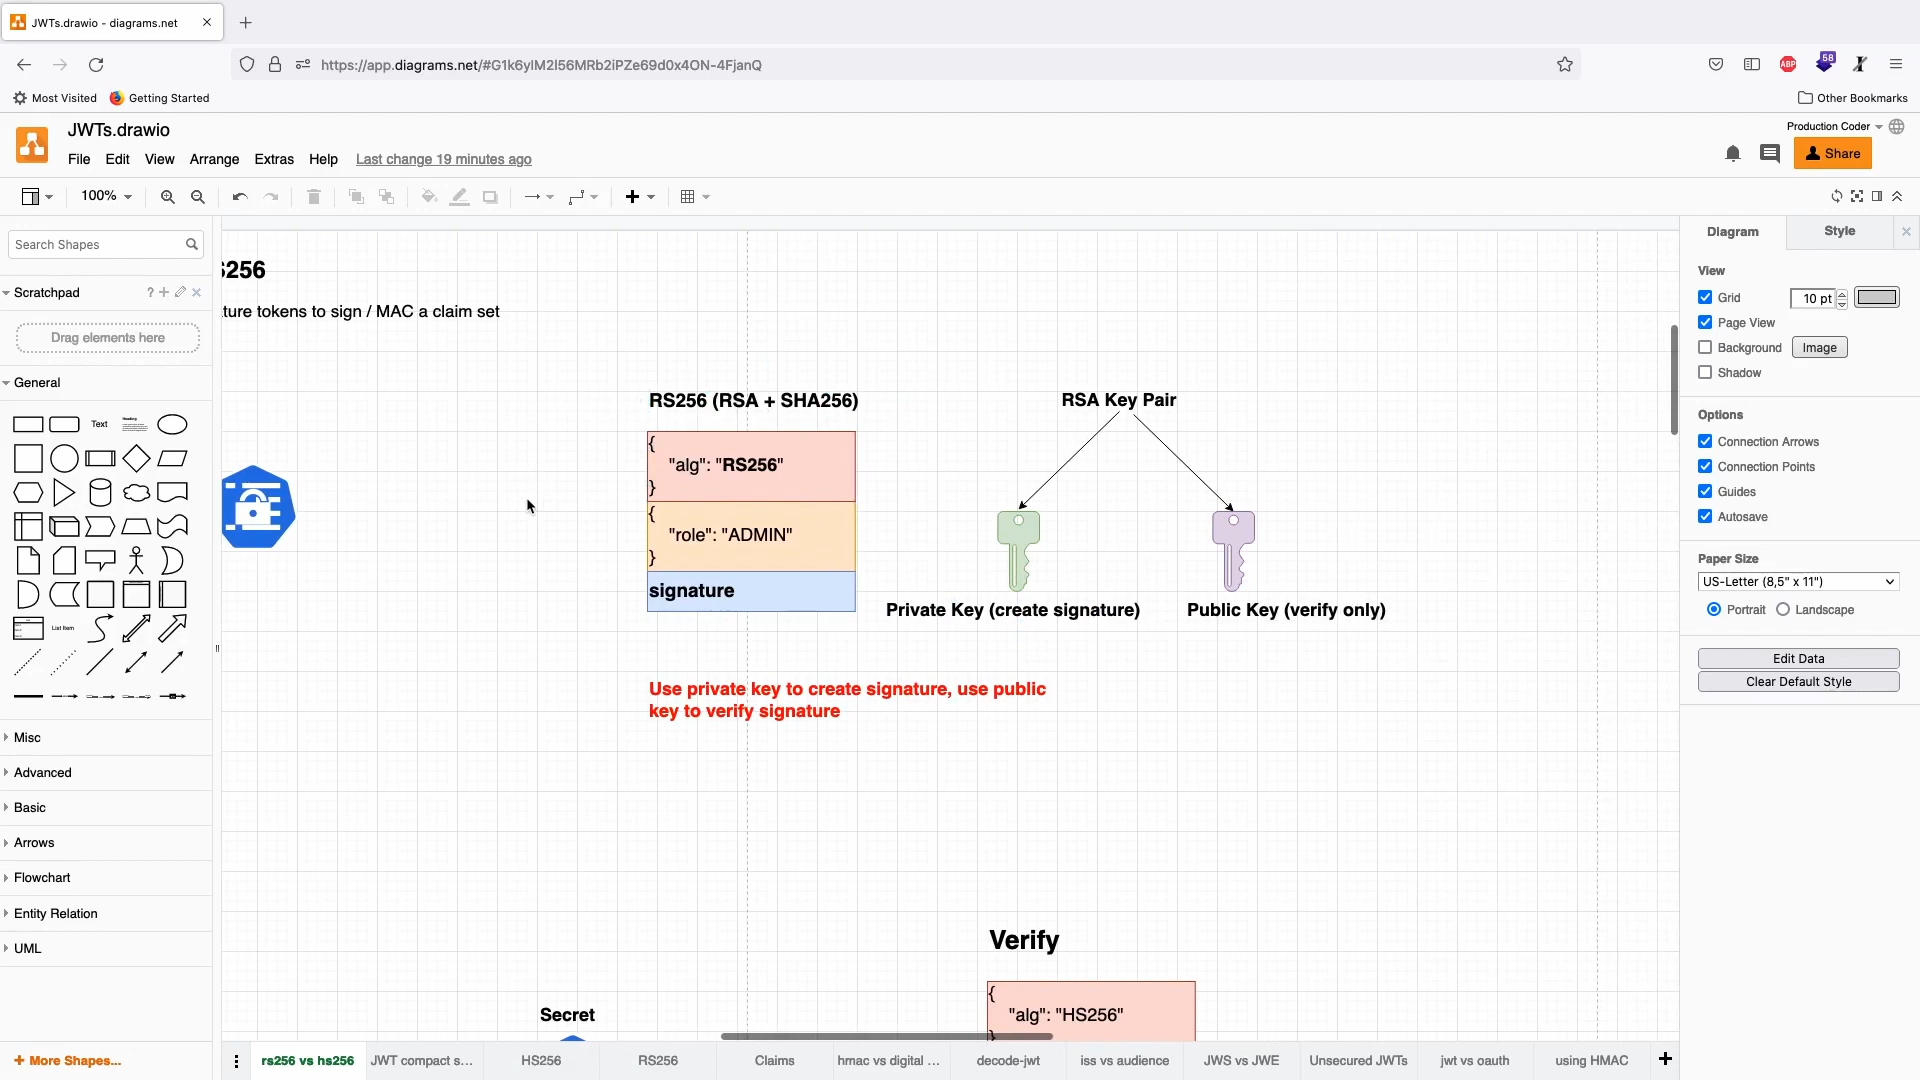 JWTs.drawio - diagrams.net
https://app.diagrams.net/#G1k6ylM2l56MRb2iPZe69d0x4ON-4FjanQ
ABP
58
Most Visited
Getting Started
Other Bookmarks
JWTs.drawio
Production Coder
File Edit View Arrange Extras Help Last change 19 minutes ago
Share
100%
Search Shapes
Scratchpad
?
Drag elements here
General
Text
Heading
List Item
Misc
Advanced
Basic
Arrows
Flowchart
Entity Relation
UML
+ More Shapes...
S256
ture tokens to sign / MAC a claim set
RS256 (RSA + SHA256)
{
"alg": "RS256"
}
{
"role": "ADMIN"
}
signature
RSA Key Pair
Private Key (create signature)
Public Key (verify only)
Use private key to create signature, use public
key to verify signature
Verify
Secret
{
"alg": "HS256"
}
Diagram
Style
View
Grid
10 pt
Page View
Background
Image
Shadow
Options
Connection Arrows
Connection Points
Guides
Autosave
Paper Size
US-Letter (8,5" x 11")
Portrait
Landscape
Edit Data
Clear Default Style
rs256 vs hs256
JWT compact s...
HS256
RS256
Claims
hmac vs digital ...
decode-jwt
iss vs audience
JWS vs JWE
Unsecured JWTs
jwt vs oauth
using HMAC